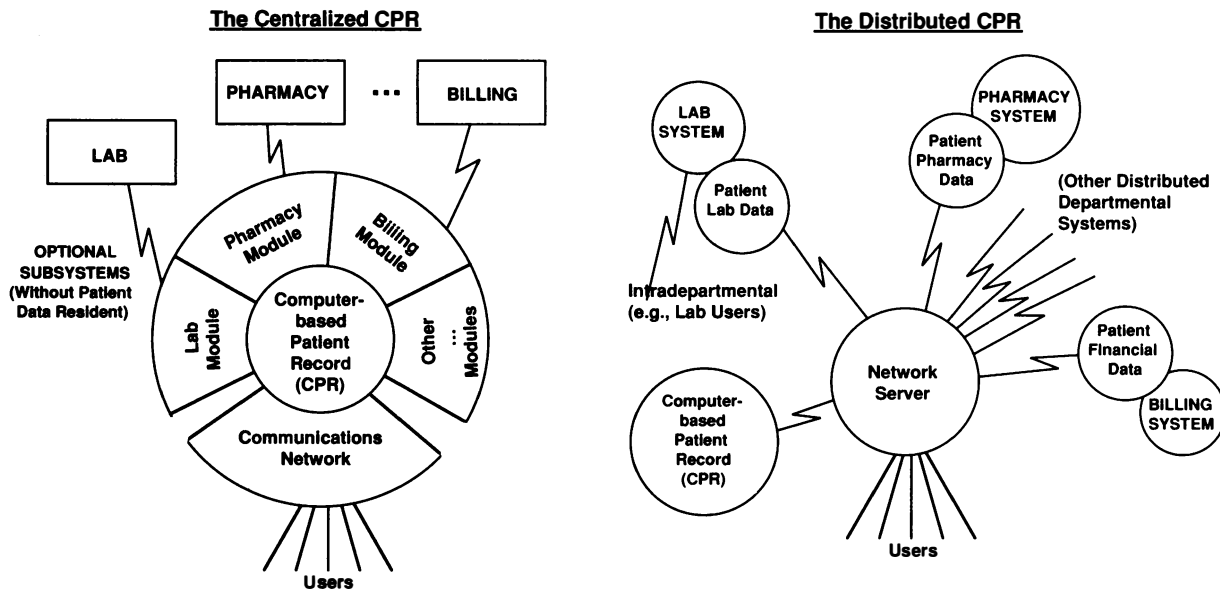 The Centralized CPR
PHARMACY
...
BILLING
LAB
OPTIONAL
SUBSYSTEMS
(Without Patient
Data Resident)
Pharmacy
Module
Billing
Module
Lab
Module
Other
...
Modules
Computer-
based
Patient
Record
(CPR)
Communications
Network
Users
The Distributed CPR
LAB
SYSTEM
Patient
Lab Data
PHARMACY
SYSTEM
Patient
Pharmacy
Data
(Other Distributed
Departmental
Systems)
Intradepartmental
(e.g., Lab Users)
Network
Server
Patient
Financial
Data
BILLING
SYSTEM
Computer-
based
Patient
Record
(CPR)
Users